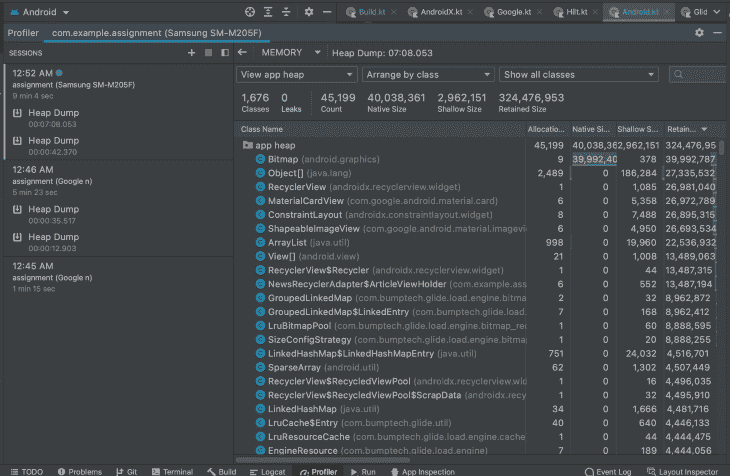 Android
Build.kt AndroidX.kt Google.kt Hilt.kt Android.kt Glid
Profiler com.example.assignment (Samsung SM-M205F)
SESSIONS
MEMORY Heap Dump: 07:08.053
12:52 AM
assignment (Samsung SM-M205F)
9 min 4 sec
Heap Dump
00:07:08.053
Heap Dump
00:00:42.370
12:46 AM
assignment (Google n)
5 min 23 sec
Heap Dump
00:00:35.517
Heap Dump
00:00:12.903
12:45 AM
assignment (Google n)
1 min 15 sec
View app heap Arrange by class Show all classes
1,676 0 45,199 40,038,361 2,962,151 324,476,953
Classes Leaks Count Native Size Shallow Size Retained Size
Class Name Allocatio... Native Si... Shallow S... Retain...
app heap 45,199 40,038,36 2,962,151 324,476,95
Bitmap (android.graphics) 9 39,992,40 378 39,992,787
Object[] (java.lang) 2,489 0 186,284 27,335,532
RecyclerView (androidx.recyclerview.widget) 1 0 1,085 26,981,040
MaterialCardView (com.google.android.material.card) 6 0 5,358 26,972,789
ConstraintLayout (androidx.constraintlayout.widget) 8 0 7,488 26,895,315
ShapeableImageView (com.google.android.material.imagev 6 0 4,950 26,693,534
ArrayList (java.util) 998 0 19,960 22,536,932
View[] (android.view) 21 0 1,008 13,489,063
RecyclerView$Recycler (androidx.recyclerview.widget) 1 0 44 13,487,315
NewsRecyclerAdapter$ArticleViewHolder (com.example.ass 6 0 552 13,487,194
GroupedLinkedMap (com.bumptech.glide.load.engine.bitma 2 0 32 8,962,872
GroupedLinkedMap$LinkedEntry (com.bumptech.glide.load. 7 0 168 8,962,412
LruBitmapPool (com.bumptech.glide.load.engine.bitmap_rec 1 0 60 8,888,595
SizeConfigStrategy (com.bumptech.glide.load.engine.bitma 1 0 20 8,888,255
LinkedHashMap$LinkedHashMapEntry (java.util) 751 0 24,032 4,516,701
SparseArray (android.util) 62 0 1,302 4,507,449
RecyclerView$RecycledViewPool (androidx.recyclerview.wid 1 0 16 4,496,035
RecyclerView$RecycledViewPool$ScrapData (androidx.recy 1 0 32 4,495,910
LinkedHashMap (java.util) 34 0 1,666 4,481,716
LruCache$Entry (com.bumptech.glide.util) 40 0 640 4,446,133
LruResourceCache (com.bumptech.glide.load.engine.cache) 1 0 44 4,444,475
EngineResource (com.bumptech.glide.load.engine) 7 0 189 4,444,056
TODO Problems Git Terminal Build Logcat Profiler Run App Inspection Event Log Layout Inspector